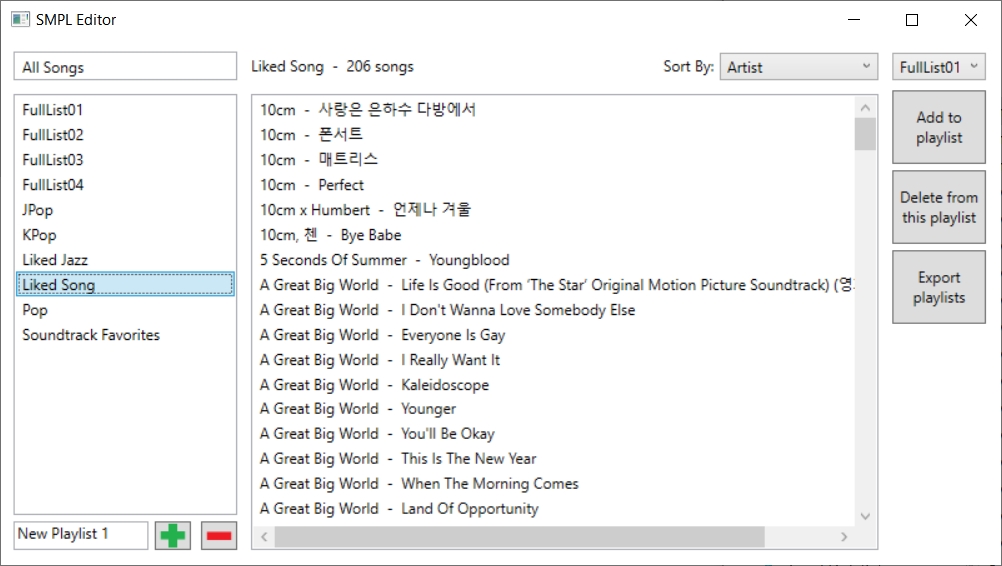 SMPL Editor
All Songs
Liked Song - 206 songs
Sort By:
Artist
FullList01
FullList01
FullList02
FullList03
FullList04
JPop
KPop
Liked Jazz
Liked Song
Pop
Soundtrack Favorites
New Playlist 1
10cm - 사랑은 은하수 다방에서
10cm - 폰서트
10cm - 매트리스
10cm - Perfect
10cm x Humbert - 언제나 겨울
10cm, 첸 - Bye Babe
5 Seconds Of Summer - Youngblood
A Great Big World - Life Is Good (From ‘The Star’ Original Motion Picture Soundtrack) (영
A Great Big World - I Don't Wanna Love Somebody Else
A Great Big World - Everyone Is Gay
A Great Big World - I Really Want It
A Great Big World - Kaleidoscope
A Great Big World - Younger
A Great Big World - You'll Be Okay
A Great Big World - This Is The New Year
A Great Big World - When The Morning Comes
A Great Big World - Land Of Opportunity
Add to
playlist
Delete from
this playlist
Export
playlists